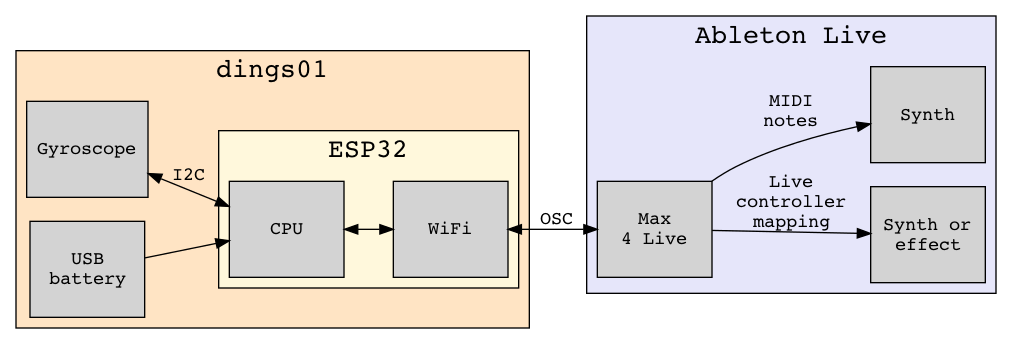 dings01
Gyroscope
I2C
USB
battery
ESP32
CPU
WiFi
OSC
Ableton Live
Max
4 Live
MIDI
notes
Synth
Live
controller
mapping
Synth or
effect